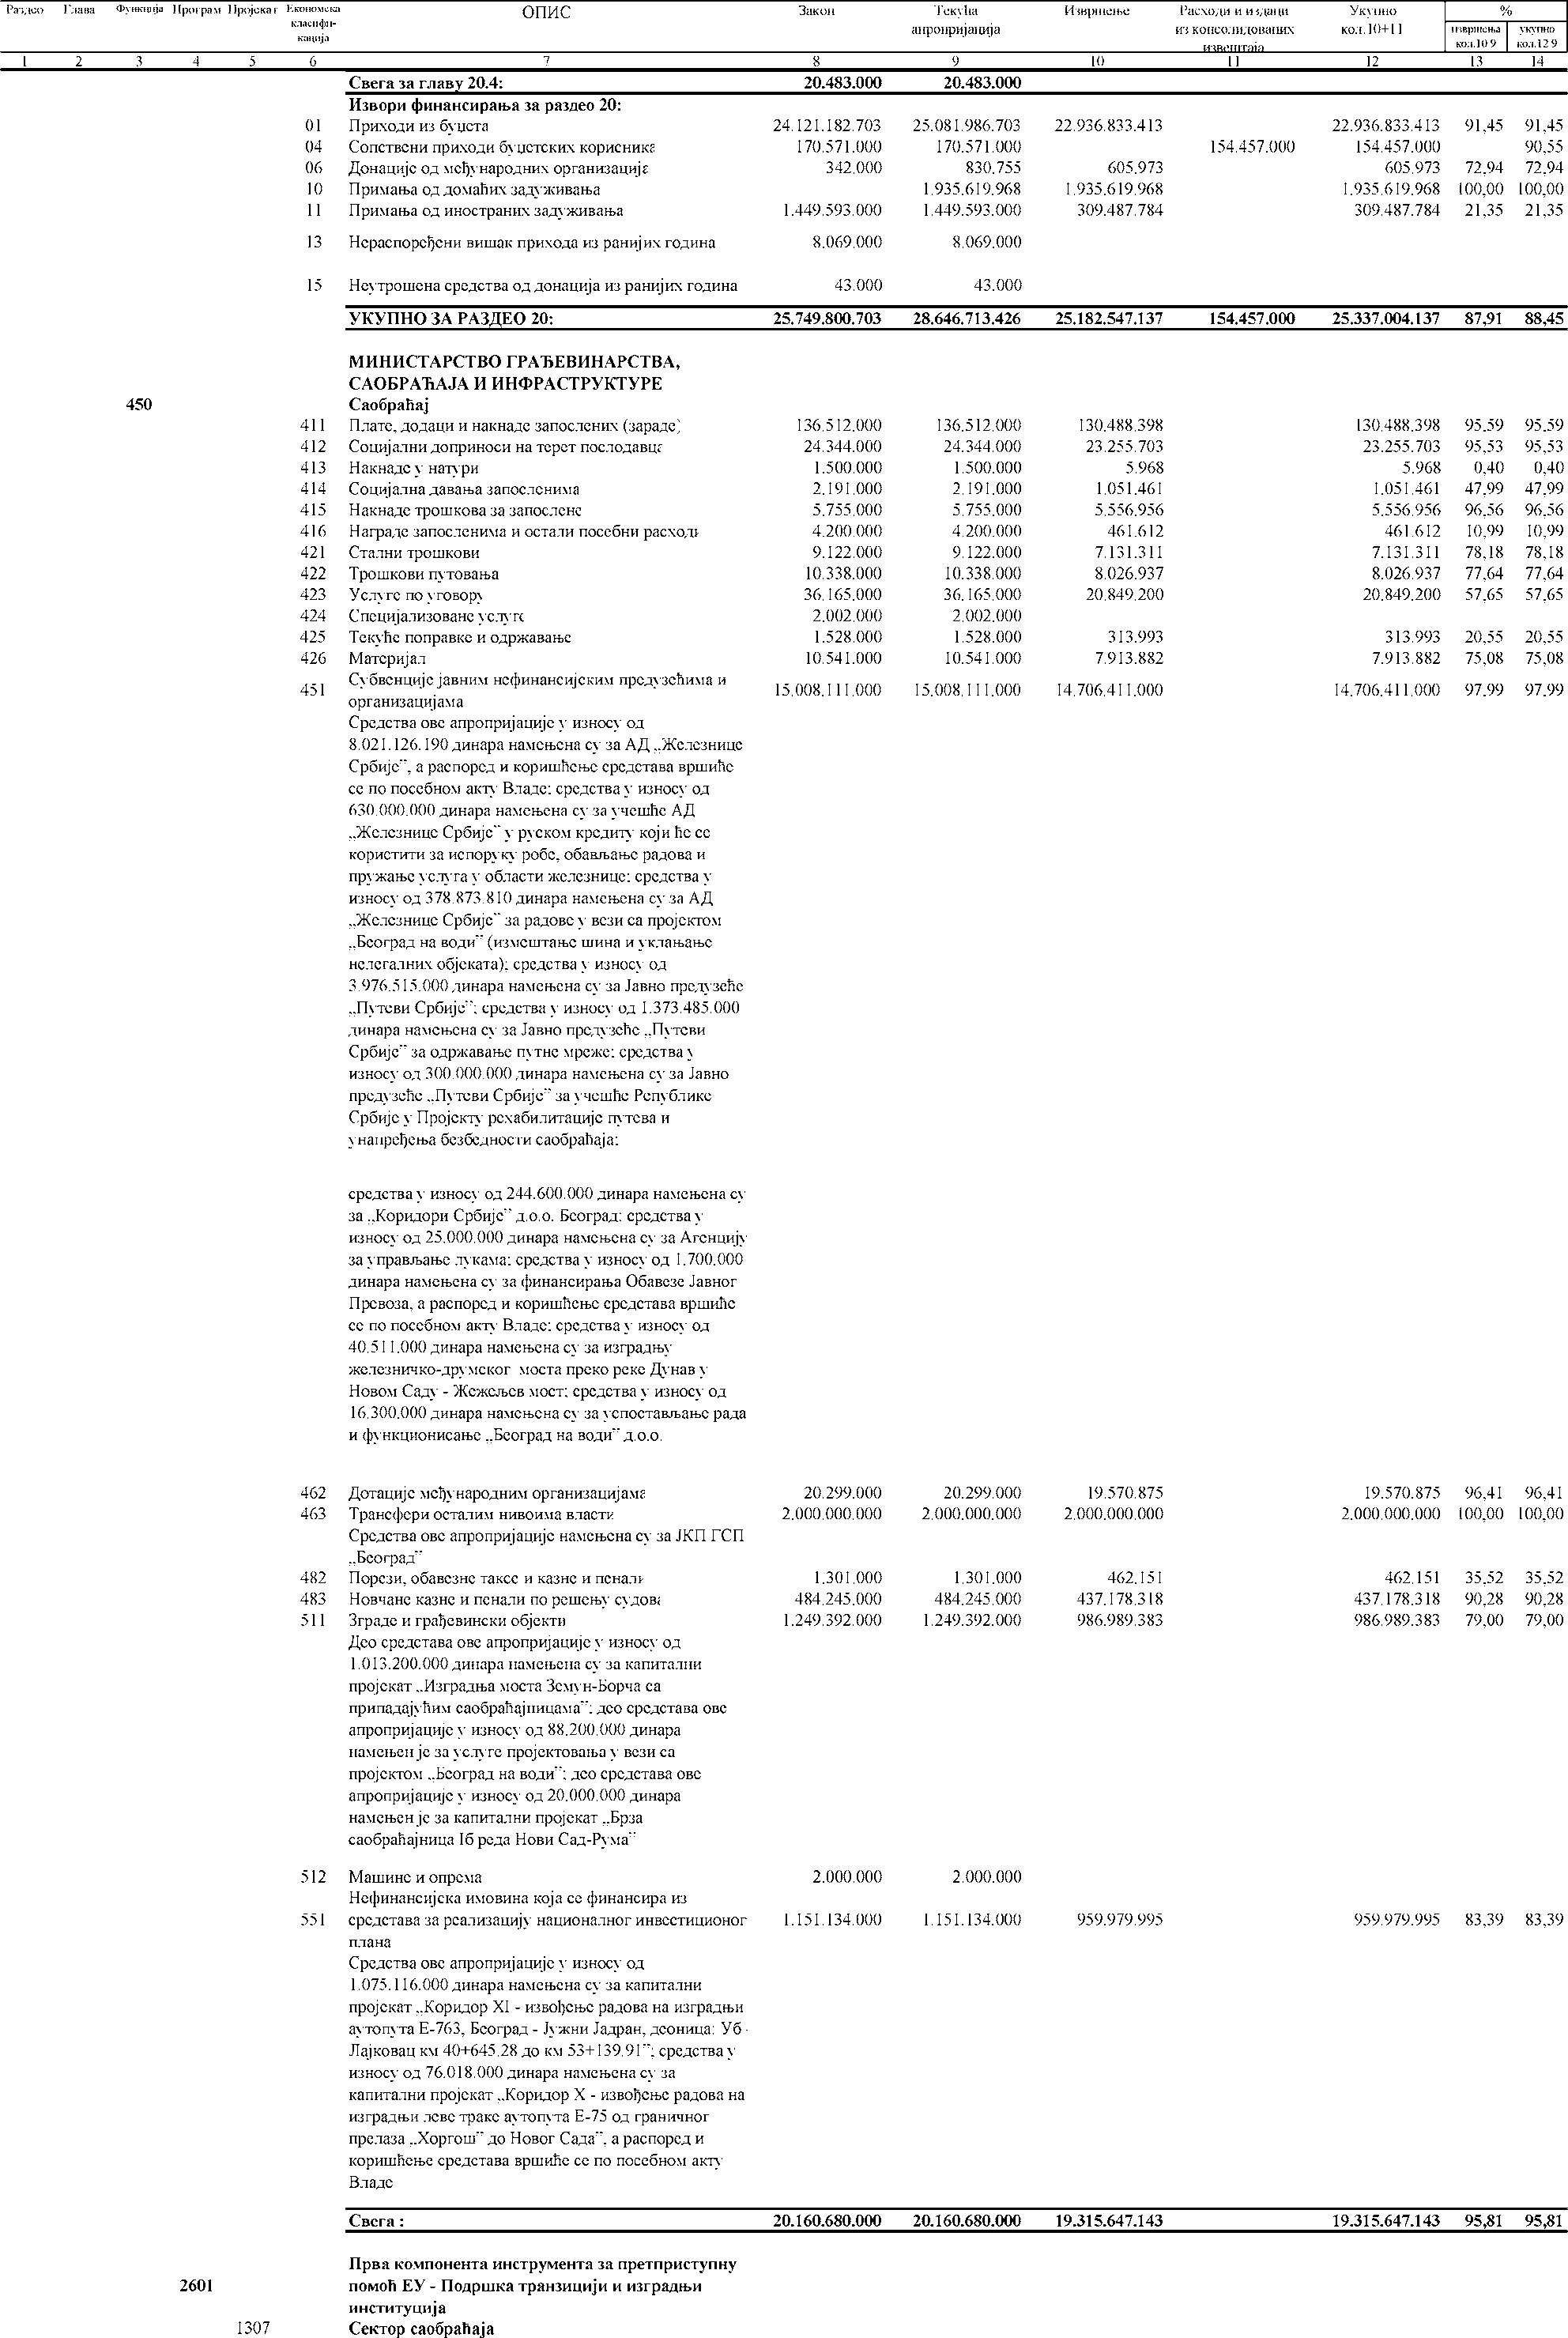 Раздео Глава Функција Програм Пројекат Економска класифи-кација ОПИС Закон Текућа апропријација Извршење Расходи и издаци из консолидованих извештаја Укупно кол.10+11 % извршења кол.10 9 укупно кол.12 9
1 2 3 4 5 6 7 8 9 10 11 12 13 14
Свега за главу 20.4: 20.483.000 20.483.000
Извори финансирања за раздео 20:
01 Приходи из буџета 24.121.182.703 25.081.986.703 22.936.833.413 22.936.833.413 91,45 91,45
04 Сопствени приходи буџетских корисника 170.571.000 170.571.000 154.457.000 154.457.000 90,55
06 Донације од међународних организација 342.000 830.755 605.973 605.973 72,94 72,94
10 Примања од домаћих задуживања 1.935.619.968 1.935.619.968 1.935.619.968 100,00 100,00
11 Примања од иностраних задуживања 1.449.593.000 1.449.593.000 309.487.784 309.487.784 21,35 21,35
13 Нераспоређени вишак прихода из ранијих година 8.069.000 8.069.000
15 Неутрошена средства од донација из ранијих година 43.000 43.000
УКУПНО ЗА РАЗДЕО 20: 25.749.800.703 28.646.713.426 25.182.547.137 154.457.000 25.337.004.137 87,91 88,45
МИНИСТАРСТВО ГРАЂЕВИНАРСТВА,
САОБРАЋАЈА И ИНФРАСТРУКТУРЕ
450 Саобраћај
411 Плате, додаци и накнаде запослених (зараде) 136.512.000 136.512.000 130.488.398 130.488.398 95,59 95,59
412 Социјални доприноси на терет послодавца 24.344.000 24.344.000 23.255.703 23.255.703 95,53 95,53
413 Накнаде у натури 1.500.000 1.500.000 5.968 5.968 0,40 0,40
414 Социјална давања запосленима 2.191.000 2.191.000 1.051.461 1.051.461 47,99 47,99
415 Накнаде трошкова за запослене 5.755.000 5.755.000 5.556.956 5.556.956 96,56 96,56
416 Награде запосленима и остали посебни расходи 4.200.000 4.200.000 461.612 461.612 10,99 10,99
421 Стални трошкови 9.122.000 9.122.000 7.131.311 7.131.311 78,18 78,18
422 Трошкови путовања 10.338.000 10.338.000 8.026.937 8.026.937 77,64 77,64
423 Услуге по уговору 36.165.000 36.165.000 20.849.200 20.849.200 57,65 57,65
424 Специјализоване услуге 2.002.000 2.002.000
425 Текуће поправке и одржавање 1.528.000 1.528.000 313.993 313.993 20,55 20,55
426 Материјал 10.541.000 10.541.000 7.913.882 7.913.882 75,08 75,08
451 Субвенције јавним нефинансијским предузећима и организацијама 15.008.111.000 15.008.111.000 14.706.411.000 14.706.411.000 97,99 97,99
Средства ове апропријације у износу од
8.021.126.190 динара намењена су за АД „Железнице
Србије”, а распоред и коришћење средстава вршиће
се по посебном акту Владе; средства у износу од
630.000.000 динара намењена су за учешће АД
„Железнице Србије” у руском кредиту који ће се
користити за испоруку робе, обављање радова и
пружање услуга у области железнице; средства у
износу од 378.873.810 динара намењена су за АД
„Железнице Србије” за радове у вези са пројектом
„Београд на води” (измештање шина и уклањање
нелегалних објеката); средства у износу од
3.976.515.000 динара намењена су за Јавно предузеће
„Путеви Србије”; средства у износу од 1.373.485.000
динара намењена су за Јавно предузеће „Путеви
Србије” за одржавање путне мреже; средства у
износу од 300.000.000 динара намењена су за Јавно
предузеће „Путеви Србије” за учешће Републике
Србије у Пројекту рехабилитације путева и
унапређења безбедности саобраћаја;
средства у износу од 244.600.000 динара намењена су
за „Коридори Србије” д.о.о. Београд; средства у
износу од 25.000.000 динара намењена су за Агенцију
за управљање лукама; средства у износу од 1.700.000
динара намењена су за финансирања Обавезе Јавног
Превоза, а распоред и коришћење средстава вршиће
се по посебном акту Владе; средства у износу од
40.511.000 динара намењена су за изградњу
железничко-друмског моста преко реке Дунав у
Новом Саду - Жежељев мост; средства у износу од
16.300.000 динара намењена су за успостављање рада
и функционисање „Београд на води” д.о.о.
462 Дотације међународним организацијама 20.299.000 20.299.000 19.570.875 19.570.875 96,41 96,41
463 Трансфери осталим нивоима власти 2.000.000.000 2.000.000.000 2.000.000.000 2.000.000.000 100,00 100,00
Средства ове апропријације намењена су за ЈКП ГСП
„Београд”
482 Порези, обавезне таксе и казне и пенали 1.301.000 1.301.000 462.151 462.151 35,52 35,52
483 Новчане казне и пенали по решењу судова 484.245.000 484.245.000 437.178.318 437.178.318 90,28 90,28
511 Зграде и грађевински објекти 1.249.392.000 1.249.392.000 986.989.383 986.989.383 79,00 79,00
Део средстава ове апропријације у износу од
1.013.200.000 динара намењена су за капитални
пројекат „Изградња моста Земун-Борча са
припадајућим саобраћајницама”; део средстава ове
апропријације у износу од 88.200.000 динара
намењен је за услуге пројектовања у вези са
пројектом „Београд на води”; део средстава ове
апропријације у износу од 20.000.000 динара
намењен је за капитални пројекат „Брза
саобраћајница Iб реда Нови Сад-Рума”
512 Машине и опрема 2.000.000 2.000.000
Нефинансијска имовина која се финансира из
551 средстава за реализацију националног инвестиционог 1.151.134.000 1.151.134.000 959.979.995 959.979.995 83,39 83,39
плана
Средства ове апропријације у износу од
1.075.116.000 динара намењена су за капитални
пројекат „Коридор XI - извођење радова на изградњи
аутопута Е-763, Београд - Јужни Јадран, деоница: Уб -
Лајковац км 40+645.28 до км 53+139.91”; средства у
износу од 76.018.000 динара намењена су за
капитални пројекат „Коридор X - извођење радова на
изградњи леве траке аутопута Е-75 од граничног
прелаза „Хоргош” до Новог Сада”, а распоред и
коришћење средстава вршиће се по посебном акту
Владе
Свега : 20.160.680.000 20.160.680.000 19.315.647.143 19.315.647.143 95,81 95,81
Прва компонента инструмента за претприступну
2601 помоћ ЕУ - Подршка транзицији и изградњи
институција
1307 Сектор саобраћаја